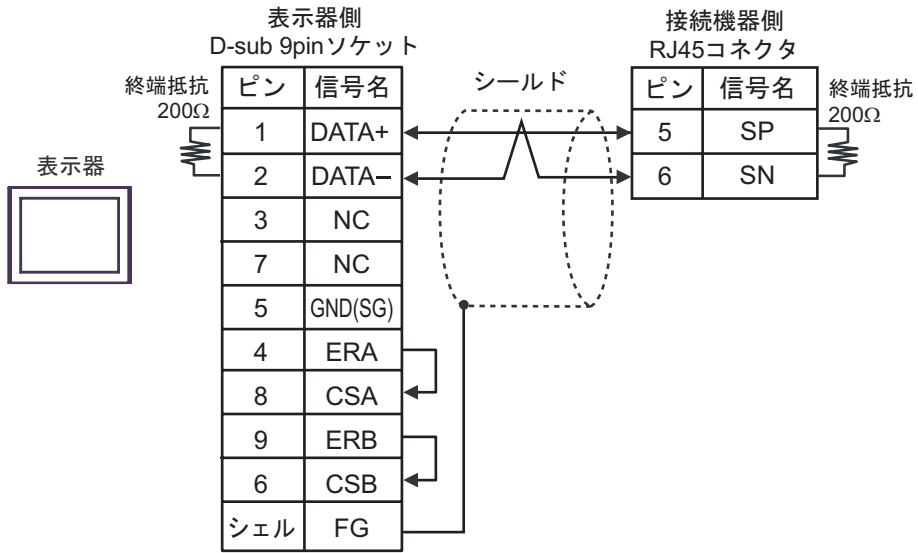 表示器側
D-sub 9pinソケット
接続機器側
RJ45コネクタ
終端抵抗
200Ω
ピン 信号名
シールド
ピン 信号名
終端抵抗
200Ω
1 DATA+
5 SP
2 DATA−
6 SN
表示器
3 NC
7 NC
5 GND(SG)
4 ERA
8 CSA
9 ERB
6 CSB
シェル FG